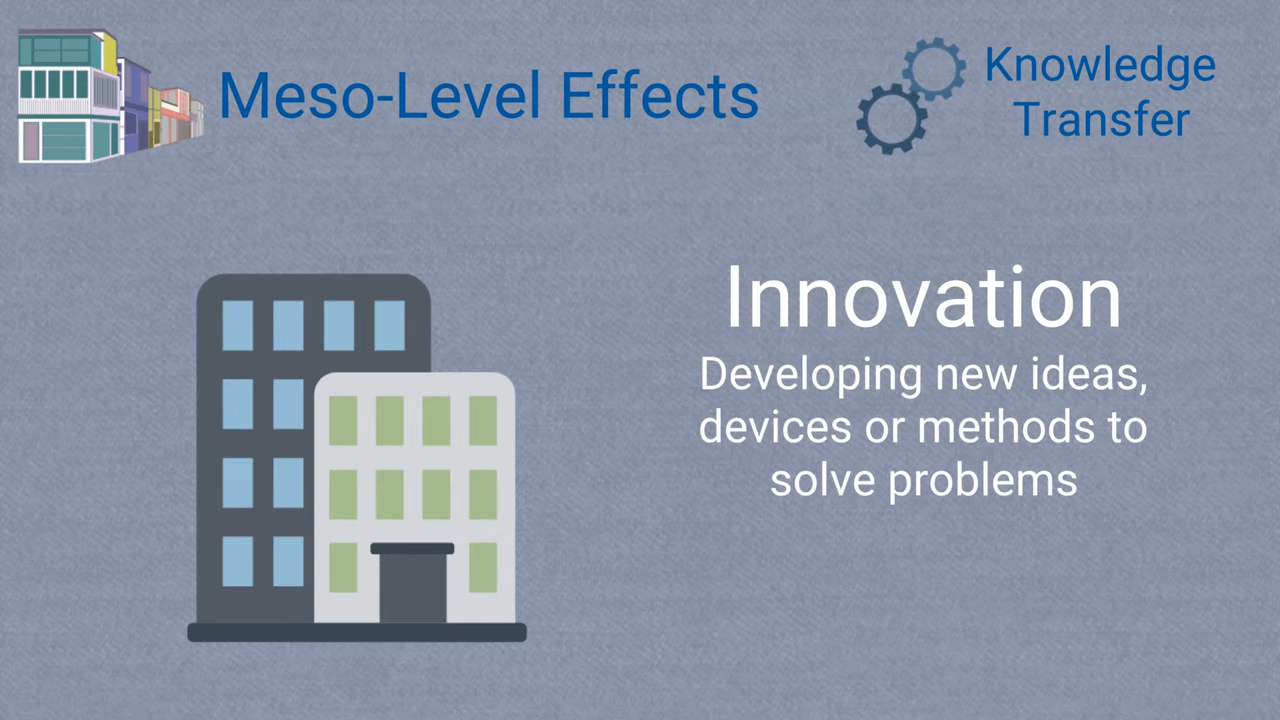 Meso-Level Effects
Knowledge
Transfer
Innovation
Developing new ideas,
devices or methods to
solve problems